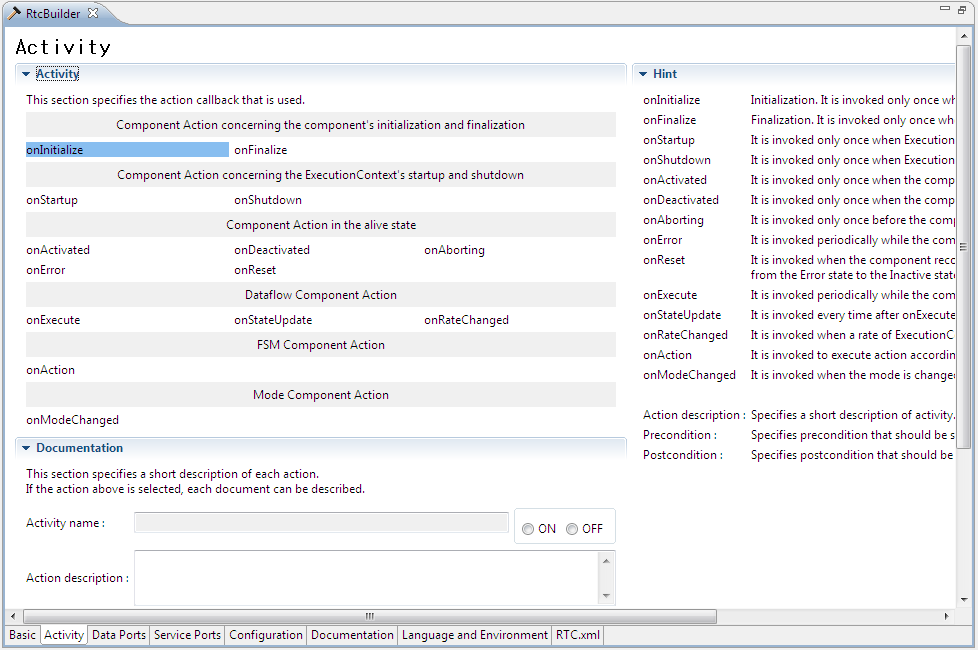 RtcBuilder
Activity
Activity
This section specifies the action callback that is used.
Component Action concerning the component's initialization and finalization
onInitialize onFinalize
Component Action concerning the ExecutionContext's startup and shutdown
onStartup onShutdown
Component Action in the alive state
onActivated onDeactivated onAborting
onError onReset
Dataflow Component Action
onExecute onStateUpdate onRateChanged
FSM Component Action
onAction
Mode Component Action
onModeChanged
Documentation
This section specifies a short description of each action.
If the action above is selected, each document can be described.
Activity name :
ON OFF
Action description :
Hint
onInitialize Initialization. It is invoked only once wh
onFinalize Finalization. It is invoked only once wh
onStartup It is invoked only once when Execution
onShutdown It is invoked only once when Execution
onActivated It is invoked only once when the comp
onDeactivated It is invoked only once when the comp
onAborting It is invoked only once before the comp
onError It is invoked periodically while the com
onReset It is invoked when the component reco
from the Error state to the Inactive stat
onExecute It is invoked periodically while the com
onStateUpdate It is invoked every time after onExecute
onRateChanged It is invoked when a rate of ExecutionC
onAction It is invoked to execute action accordin
onModeChanged It is invoked when the mode is change
Action description : Specifies a short description of activity.
Precondition : Specifies precondition that should be s
Postcondition : Specifies postcondition that should be
Basic Activity Data Ports Service Ports Configuration Documentation Language and Environment RTC.xml